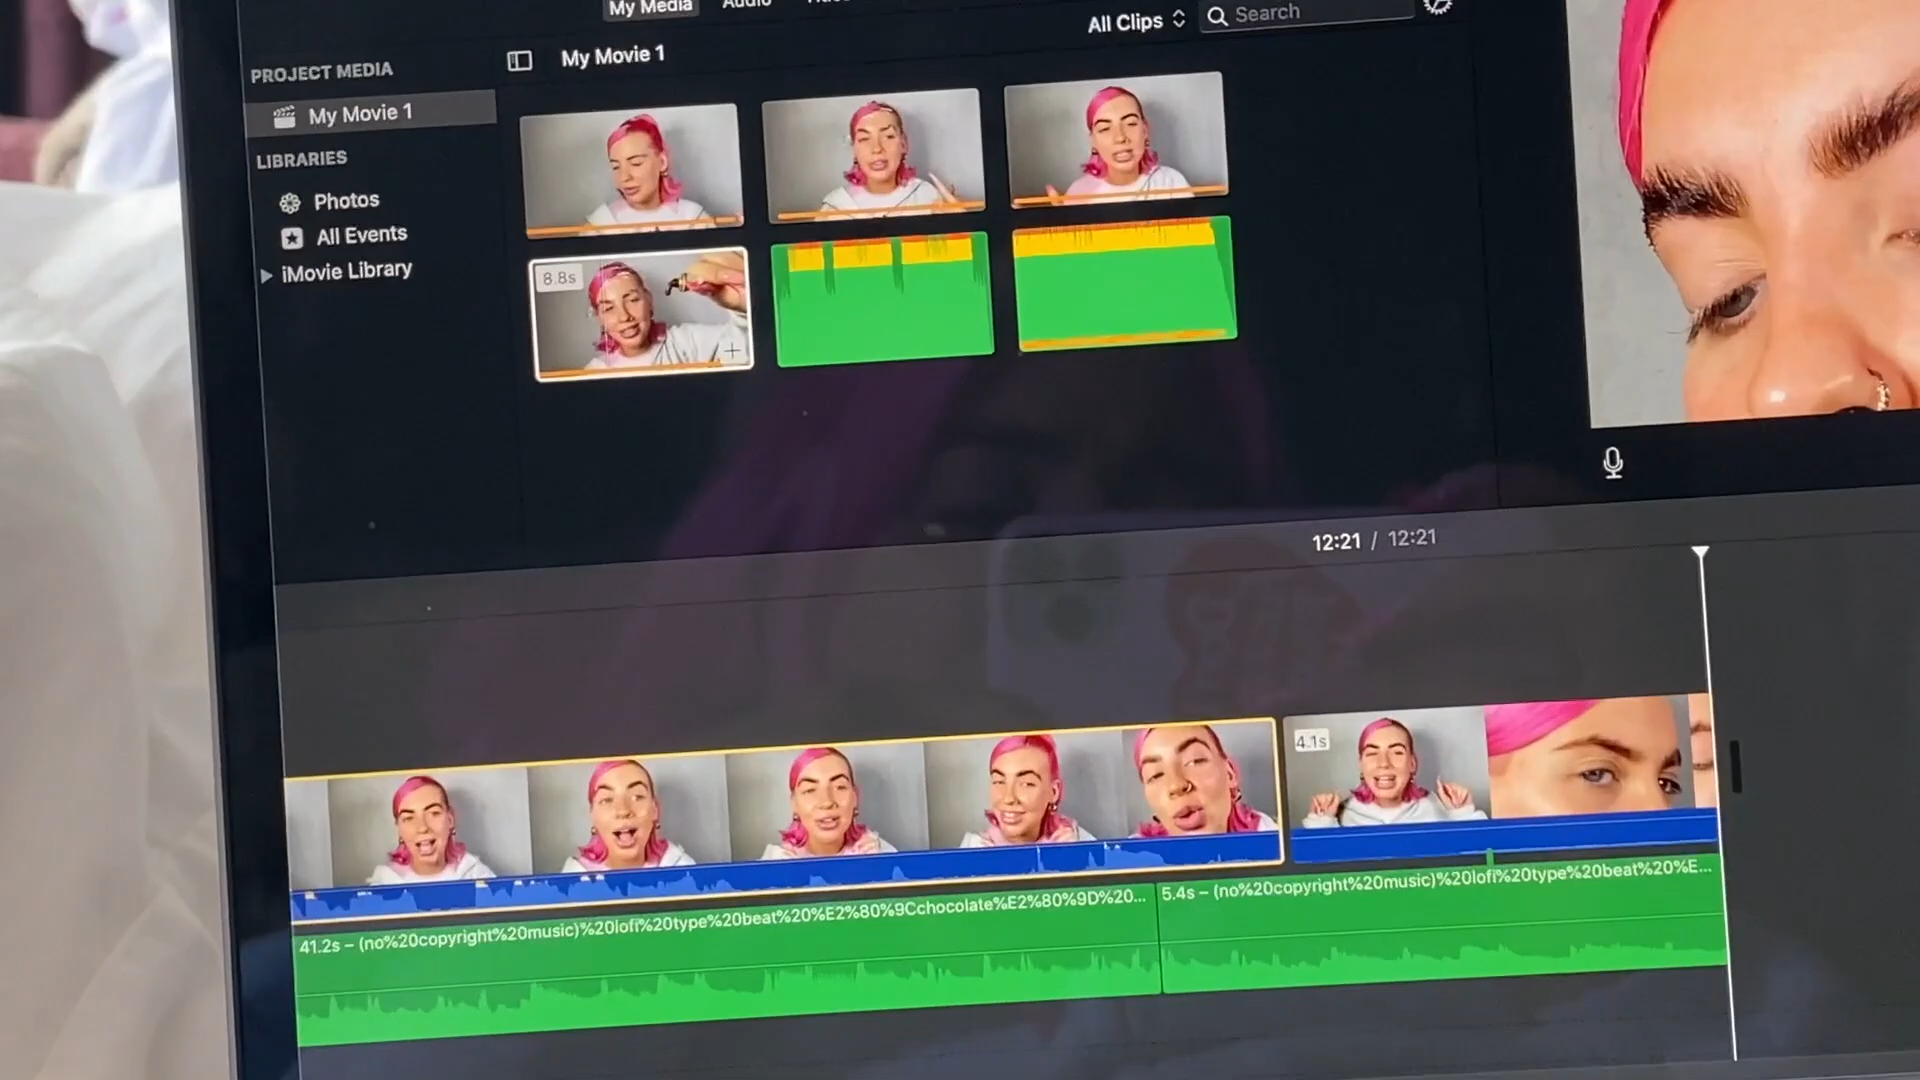 My Media
Audio
All Clips
Search
PROJECT MEDIA
My Movie 1
My Movie 1
LIBRARIES
Photos
All Events
iMovie Library
8.8s
12:21 / 12:21
4.1s
41.2s – (no%20copyright%20music)%20lofi%20type%20beat%20%E2%80%9Cchocolate%E2%80%9D%20...
5.4s – (no%20copyright%20music)%20lofi%20type%20beat%20%E...